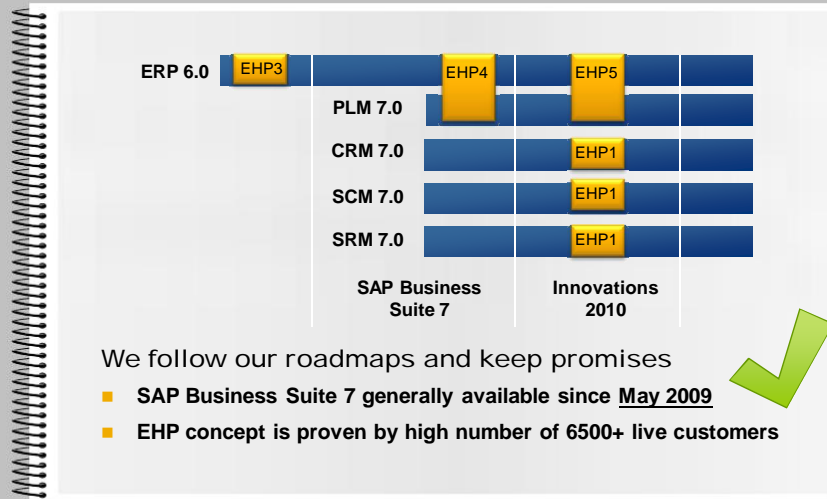 ERP 6.0 EHP3 EHP4 EHP5
PLM 7.0
CRM 7.0 EHP1
SCM 7.0 EHP1
SRM 7.0 EHP1
SAP Business Innovations
Suite 7 2010
We follow our roadmaps and keep promises
SAP Business Suite 7 generally available since May 2009
EHP concept is proven by high number of 6500+ live customers